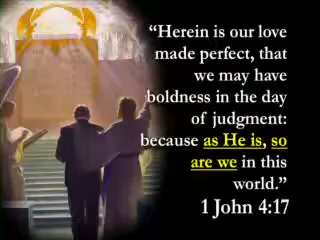 “Herein is our love
made perfect, that
we may have
boldness in the day
of judgment:
because as He is, so
are we in this
world.”
1 John 4:17